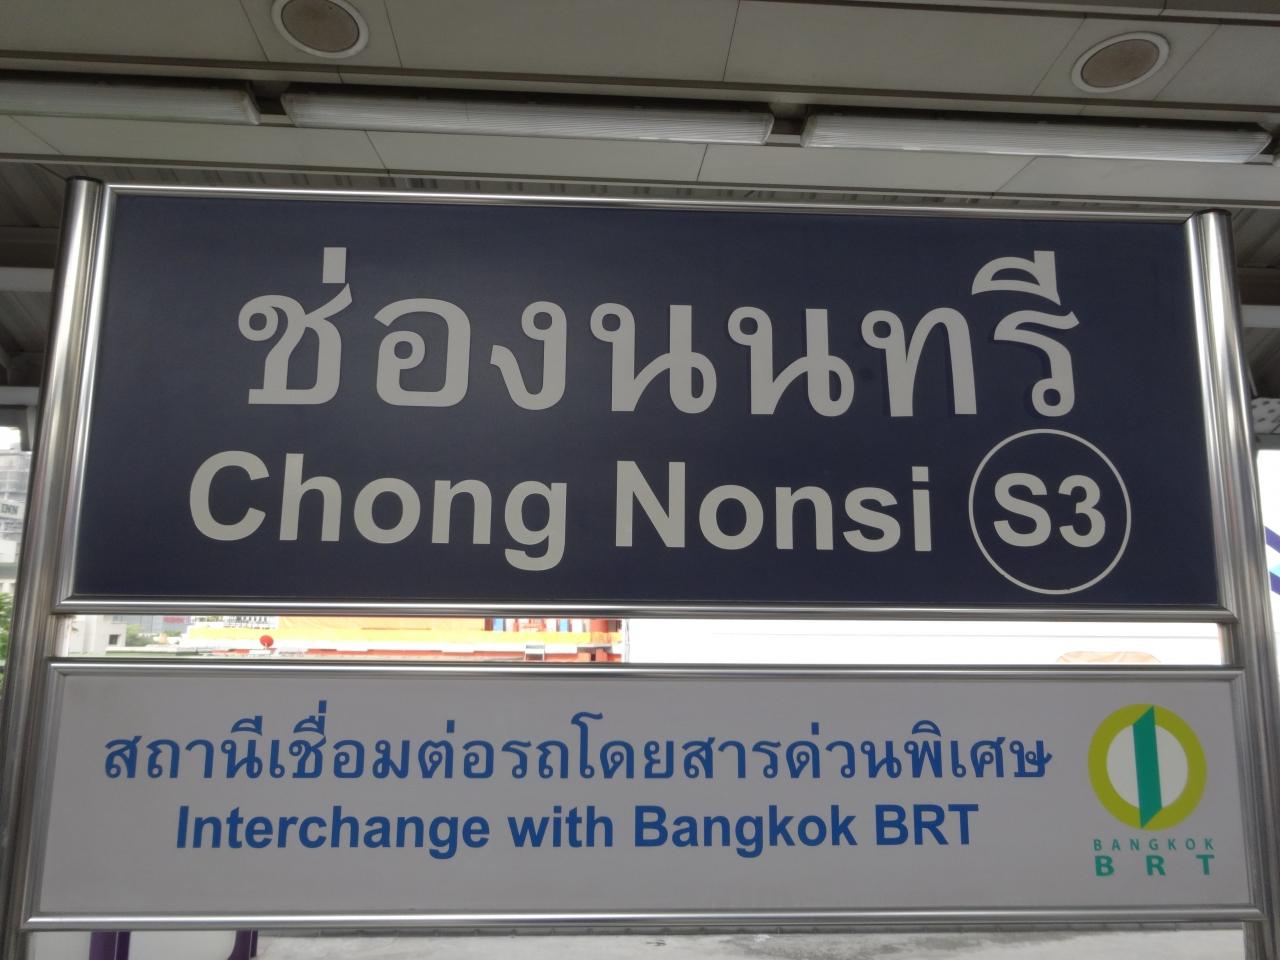 ช่องนนทรี
Chong Nonsi S3
สถานีเชื่อมต่อรถโดยสารด่วนพิเศษ
Interchange with Bangkok BRT
BANGKOK
BRT